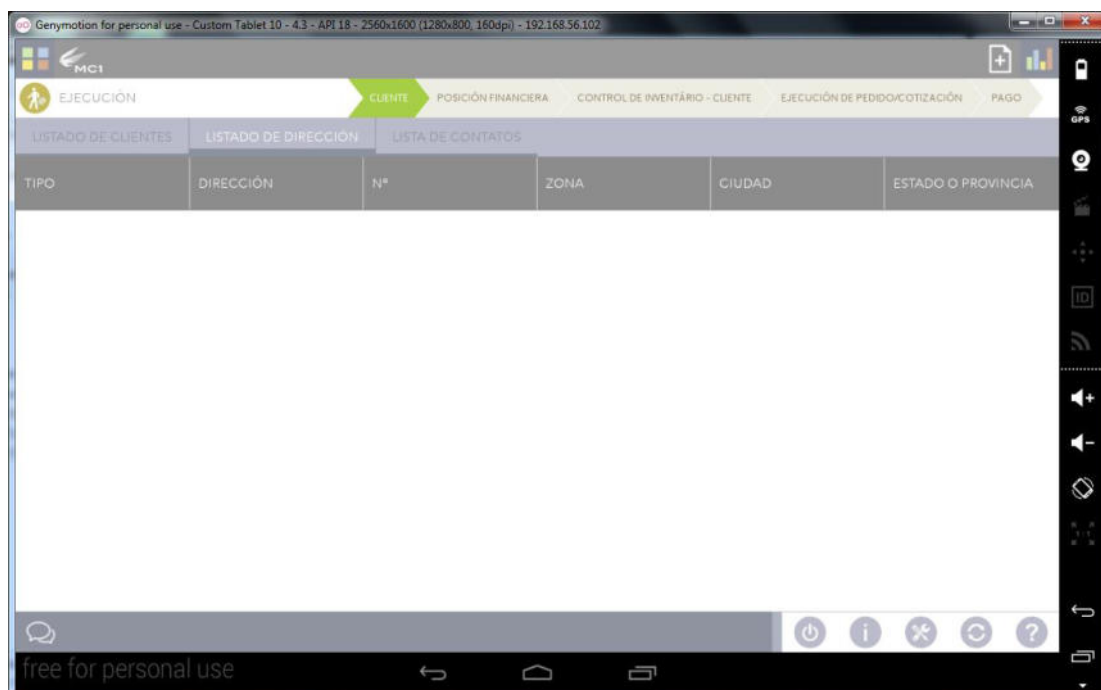 Genymotion for personal use - Custom Tablet 10 - 4.3 - API 18 - 2560x1600 (1280x800, 160dpi) - 192.168.56.102
MC1
EJECUCIÓN
CLIENTE
POSICIÓN FINANCIERA
CONTROL DE INVENTÁRIO - CLIENTE
EJECUCIÓN DE PEDIDO/COTIZACIÓN
PAGO
GPS
LISTADO DE CLIENTES
LISTADO DE DIRECCIÓN
LISTA DE CONTATOS
TIPO
DIRECCIÓN
Nº
ZONA
CIUDAD
ESTADO O PROVINCIA
ID
1:1
free for personal use